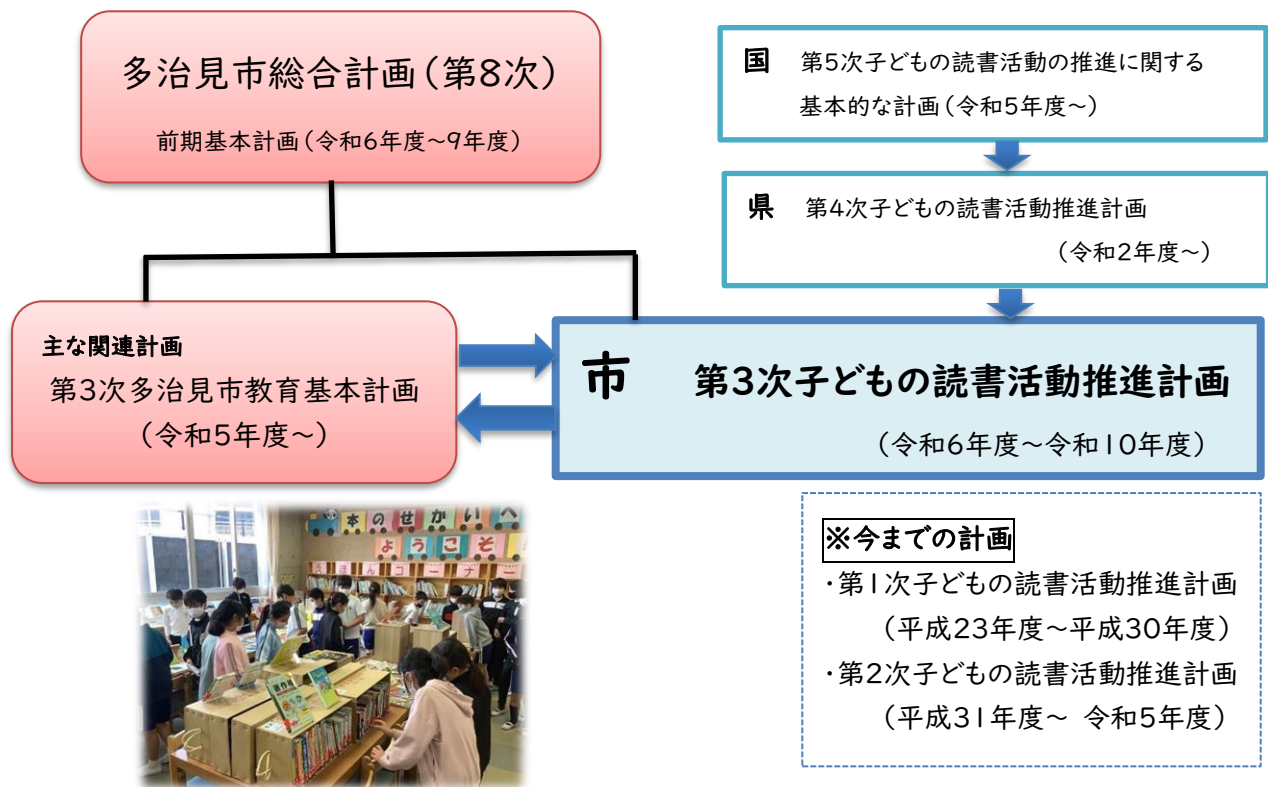 多治見市総合計画(第8次)
前期基本計画(令和6年度~9年度)
国 第5次子どもの読書活動の推進に関する
基本的な計画(令和5年度~)
県 第4次子どもの読書活動推進計画
(令和2年度~)
主な関連計画
第3次多治見市教育基本計画
(令和5年度~)
市 第3次子どもの読書活動推進計画
(令和6年度~令和10年度)
本のせかいへ
ようこそ
えほんコーナー
※今までの計画
・第1次子どもの読書活動推進計画
(平成23年度~平成30年度)
・第2次子どもの読書活動推進計画
(平成31年度~ 令和5年度)